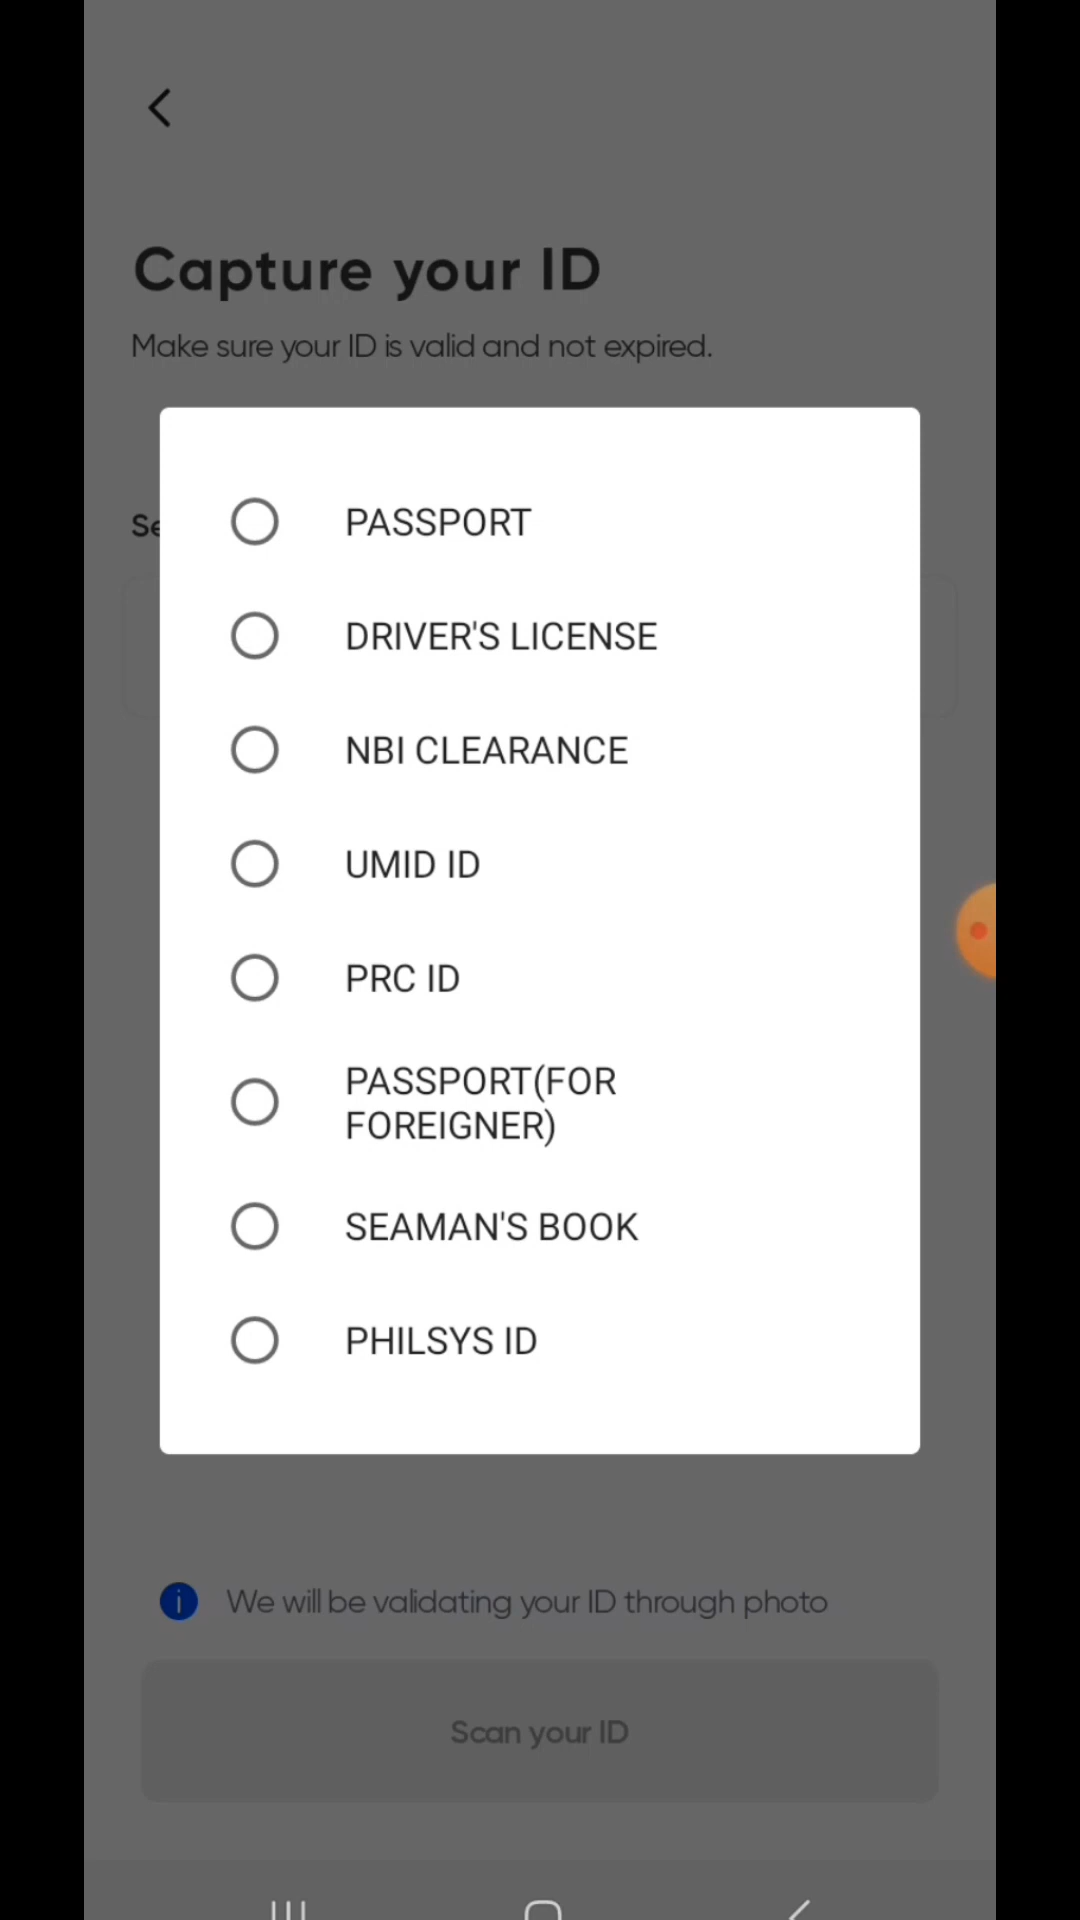 Capture your ID
Make sure your ID is valid and not expired.
PASSPORT
DRIVER'S LICENSE
NBI CLEARANCE
UMID ID
PRC ID
PASSPORT(FOR
FOREIGNER)
SEAMAN'S BOOK
PHILSYS ID
We will be validating your ID through photo
Scan your ID